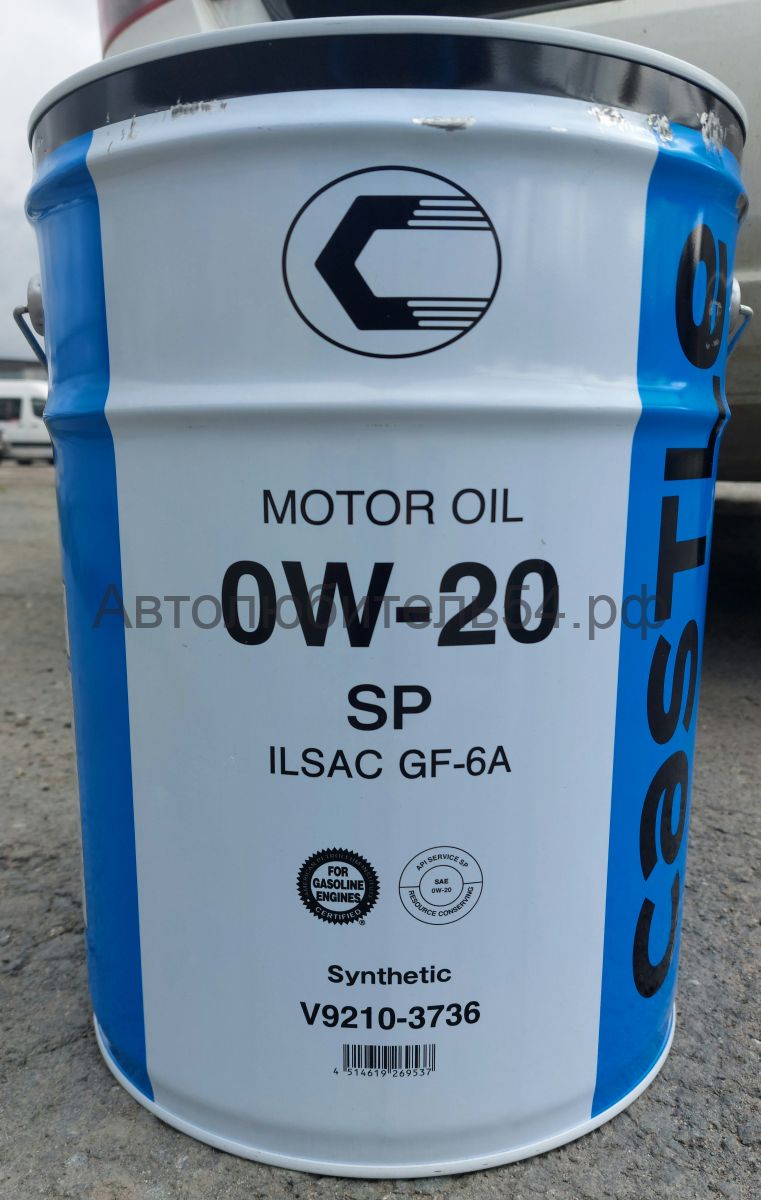 MOTOR OIL
0W-20
Автолюбитель54.рф
SP
ILSAC GF-6A
FOR
GASOLINE
ENGINES
CERTIFIED
®
API SERVICE SP
SAE
0W-20
RESOURCE CONSERVING
Synthetic
V9210-3736
4 514619 269537
caSTLe